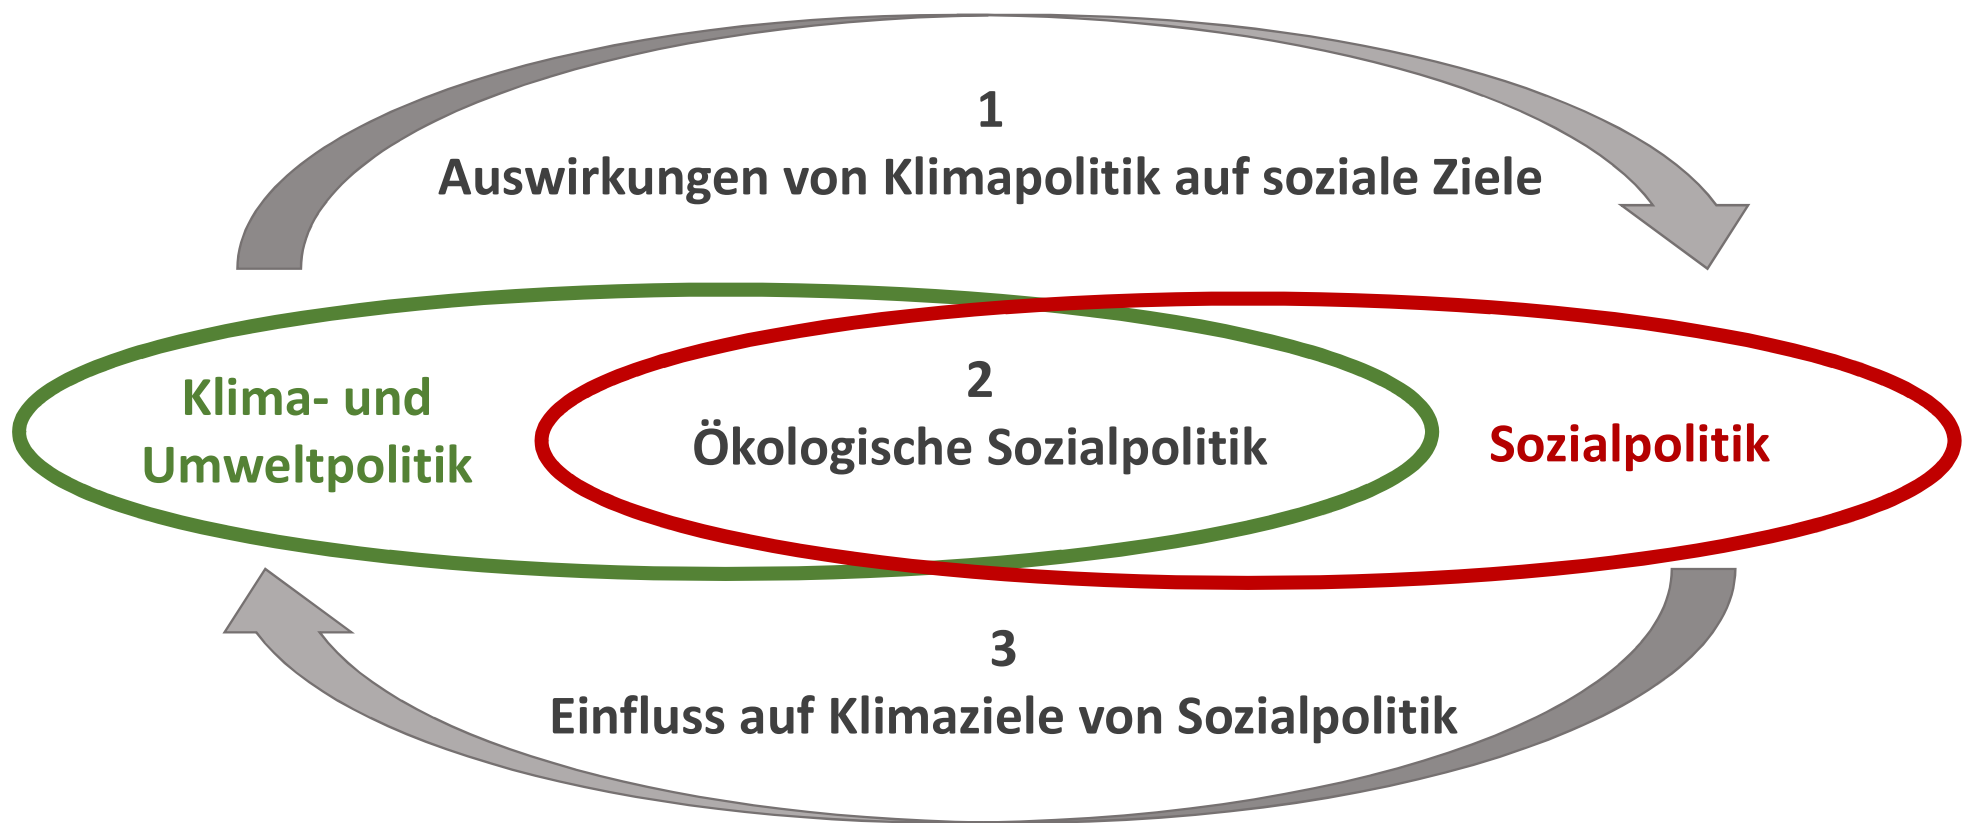 1
Auswirkungen von Klimapolitik auf soziale Ziele
Klima- und
Umweltpolitik
2
Ökologische Sozialpolitik
Sozialpolitik
3
Einfluss auf Klimaziele von Sozialpolitik